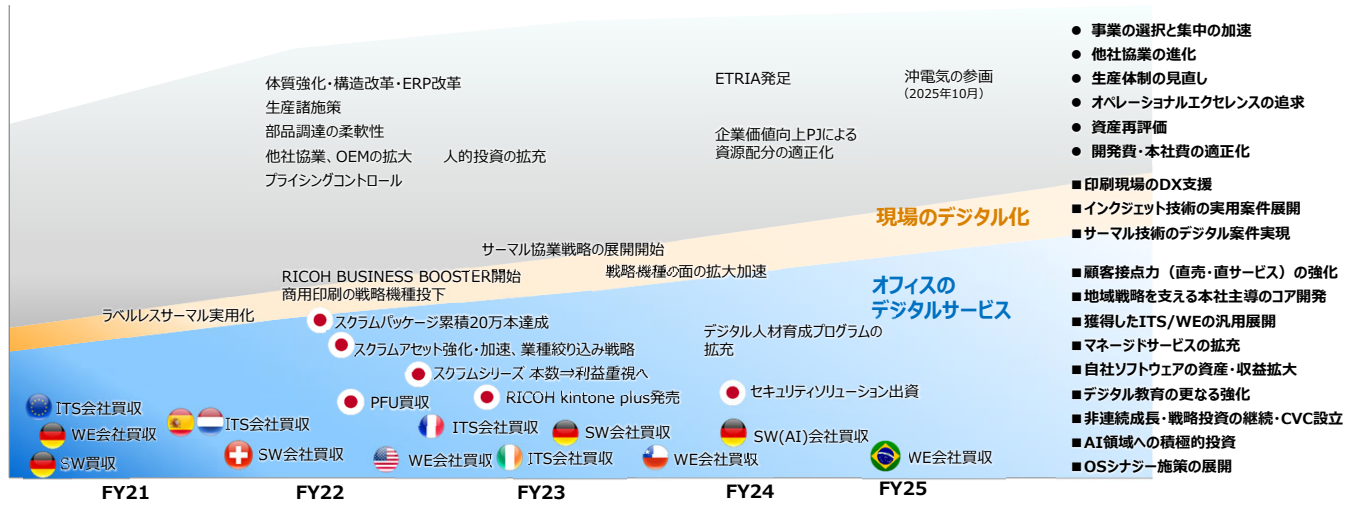 体質強化・構造改革・ERP改革
生産諸施策
部品調達の柔軟性
他社協業、OEMの拡大
人的投資の拡充
プライシングコントロール
ETRIA発足
沖電気の参画
（2025年10月）
企業価値向上PJによる
資源配分の適正化
現場のデジタル化
サーマル協業戦略の展開開始
戦略機種の面の拡大加速
RICOH BUSINESS BOOSTER開始
商用印刷の戦略機種投下
ラベルレスサーマル実用化
オフィスの
デジタルサービス
スクラムパッケージ累積20万本達成
スクラムアセット強化・加速、業種絞り込み戦略
デジタル人材育成プログラムの
拡充
スクラムシリーズ 本数⇒利益重視へ
PFU買収
RICOH kintone plus発売
セキュリティソリューション出資
ITS会社買収
WE会社買収
SW買収
ITS会社買収
SW会社買収
ITS会社買収
WE会社買収
SW会社買収
ITS会社買収
SW(AI)会社買収
WE会社買収
WE会社買収
FY21
FY22
FY23
FY24
FY25
● 事業の選択と集中の加速
● 他社協業の進化
● 生産体制の見直し
● オペレーショナルエクセレンスの追求
● 資産再評価
● 開発費・本社費の適正化
■印刷現場のDX支援
■インクジェット技術の実用案件展開
■サーマル技術のデジタル案件実現
■顧客接点力（直売・直サービス）の強化
■地域戦略を支える本社主導のコア開発
■獲得したITS/WEの汎用展開
■マネージドサービスの拡充
■自社ソフトウェアの資産・収益拡大
■デジタル教育の更なる強化
■非連続成長・戦略投資の継続・CVC設立
■AI領域への積極的投資
■OSシナジー施策の展開